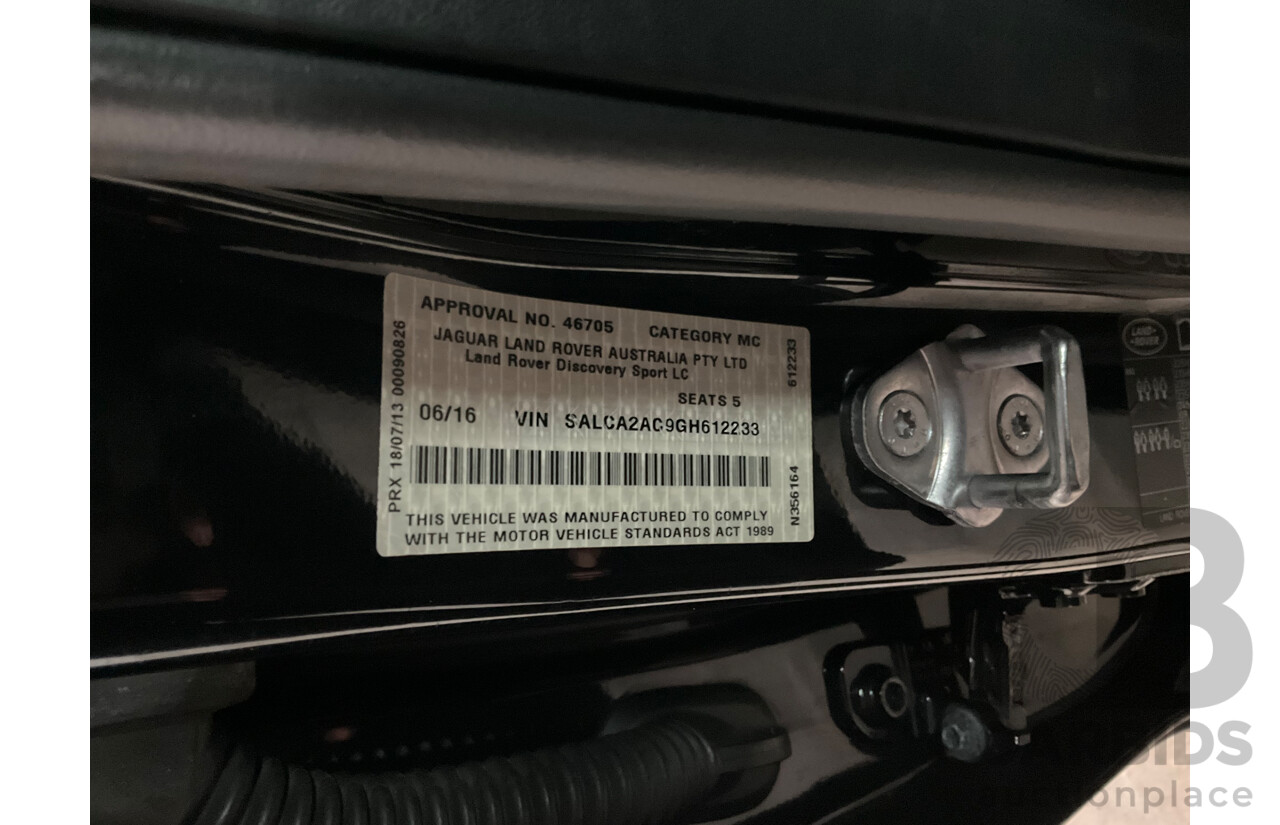 APPROVAL NO. 46705 CATEGORY MC
JAGUAR LAND ROVER AUSTRALIA PTY LTD
Land Rover Discovery Sport LC
SEATS 5
06/16 VIN SALCA2AC9GH612233
THIS VEHICLE WAS MANUFACTURED TO COMPLY
WITH THE MOTOR VEHICLE STANDARDS ACT 1989
PRX 18/07/13 00090826
612233
N356164
LAND-
ROVER